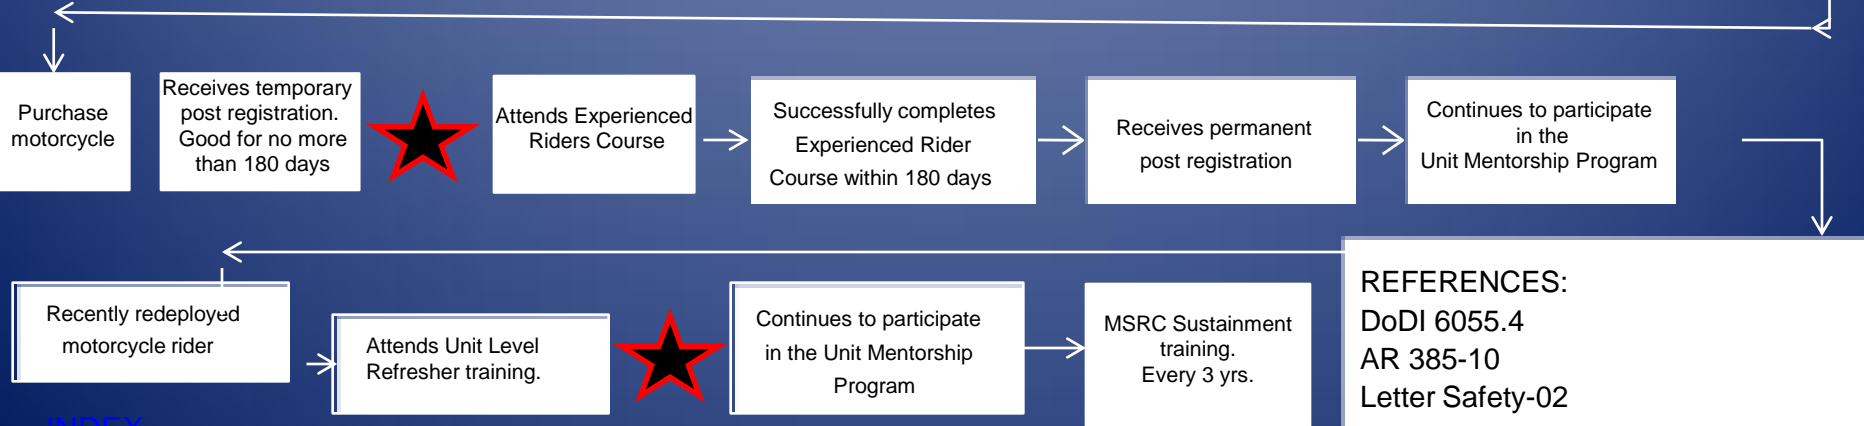 Purchase
motorcycle
Receives temporary
post registration.
Good for no more
than 180 days
Attends Experienced
Riders Course
Successfully completes
Experienced Rider
Course within 180 days
Receives permanent
post registration
Continues to participate
in the
Unit Mentorship Program
Recently redeployed
motorcycle rider
Attends Unit Level
Refresher training.
Continues to participate
in the Unit Mentorship
Program
MSRC Sustainment
training.
Every 3 yrs.
REFERENCES:
DoDI 6055.4
AR 385-10
Letter Safety-02
INDEX